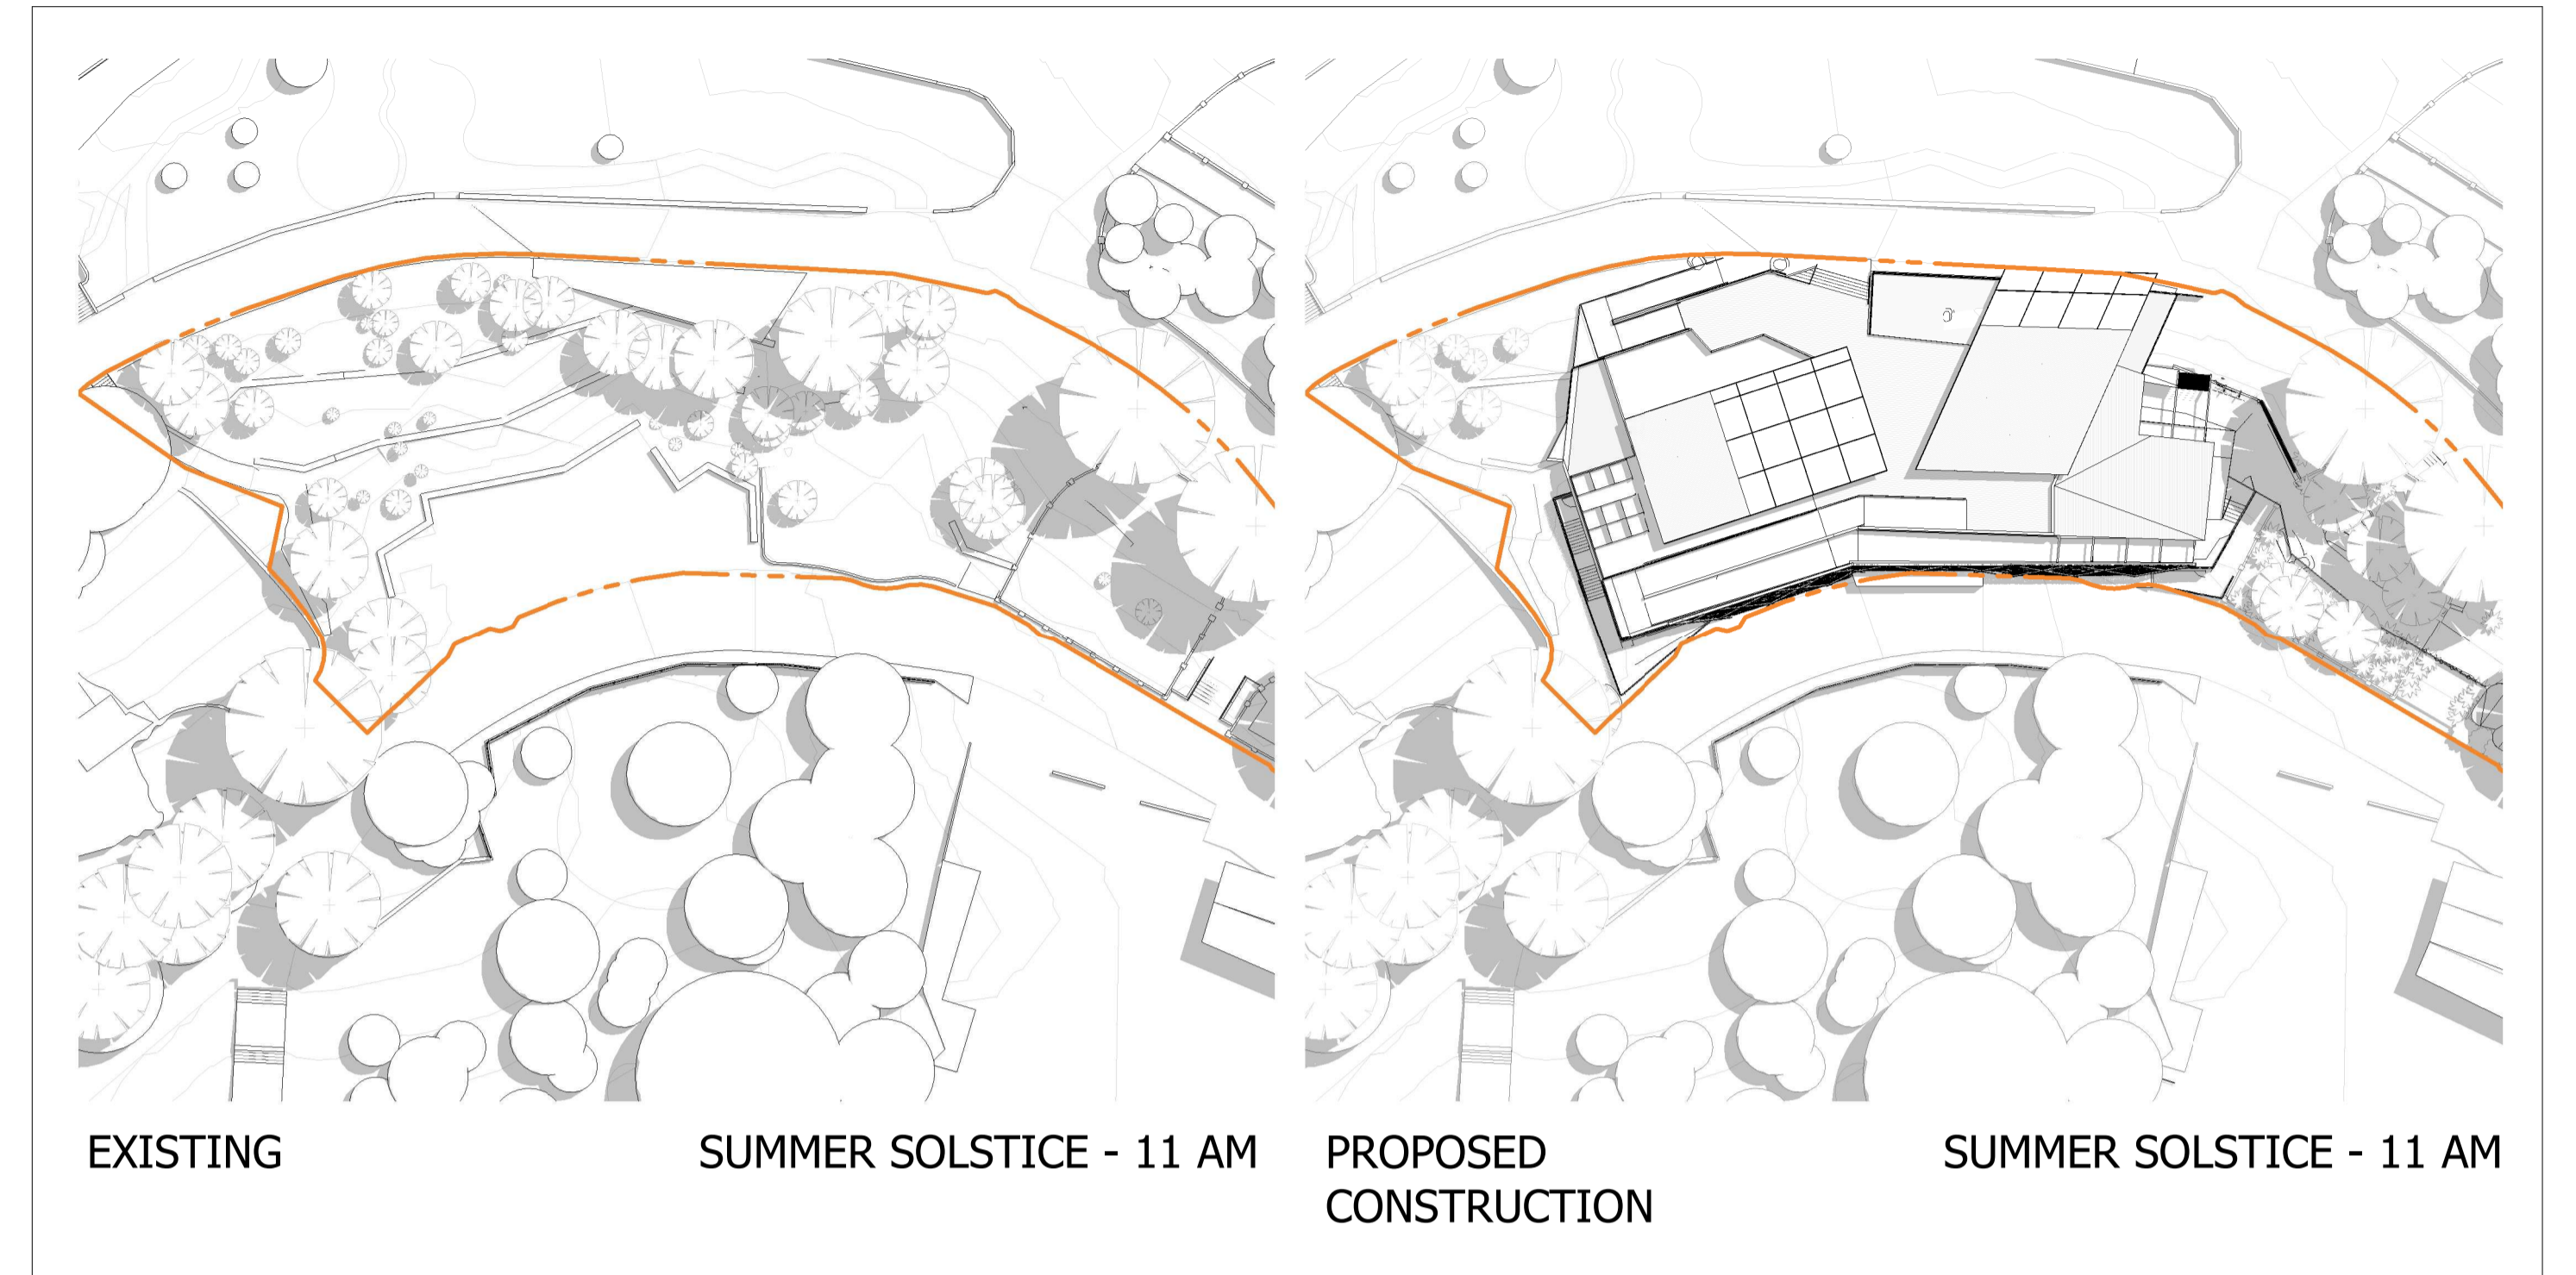 EXISTING
SUMMER SOLSTICE - 11 AM
PROPOSED
CONSTRUCTION
SUMMER SOLSTICE - 11 AM